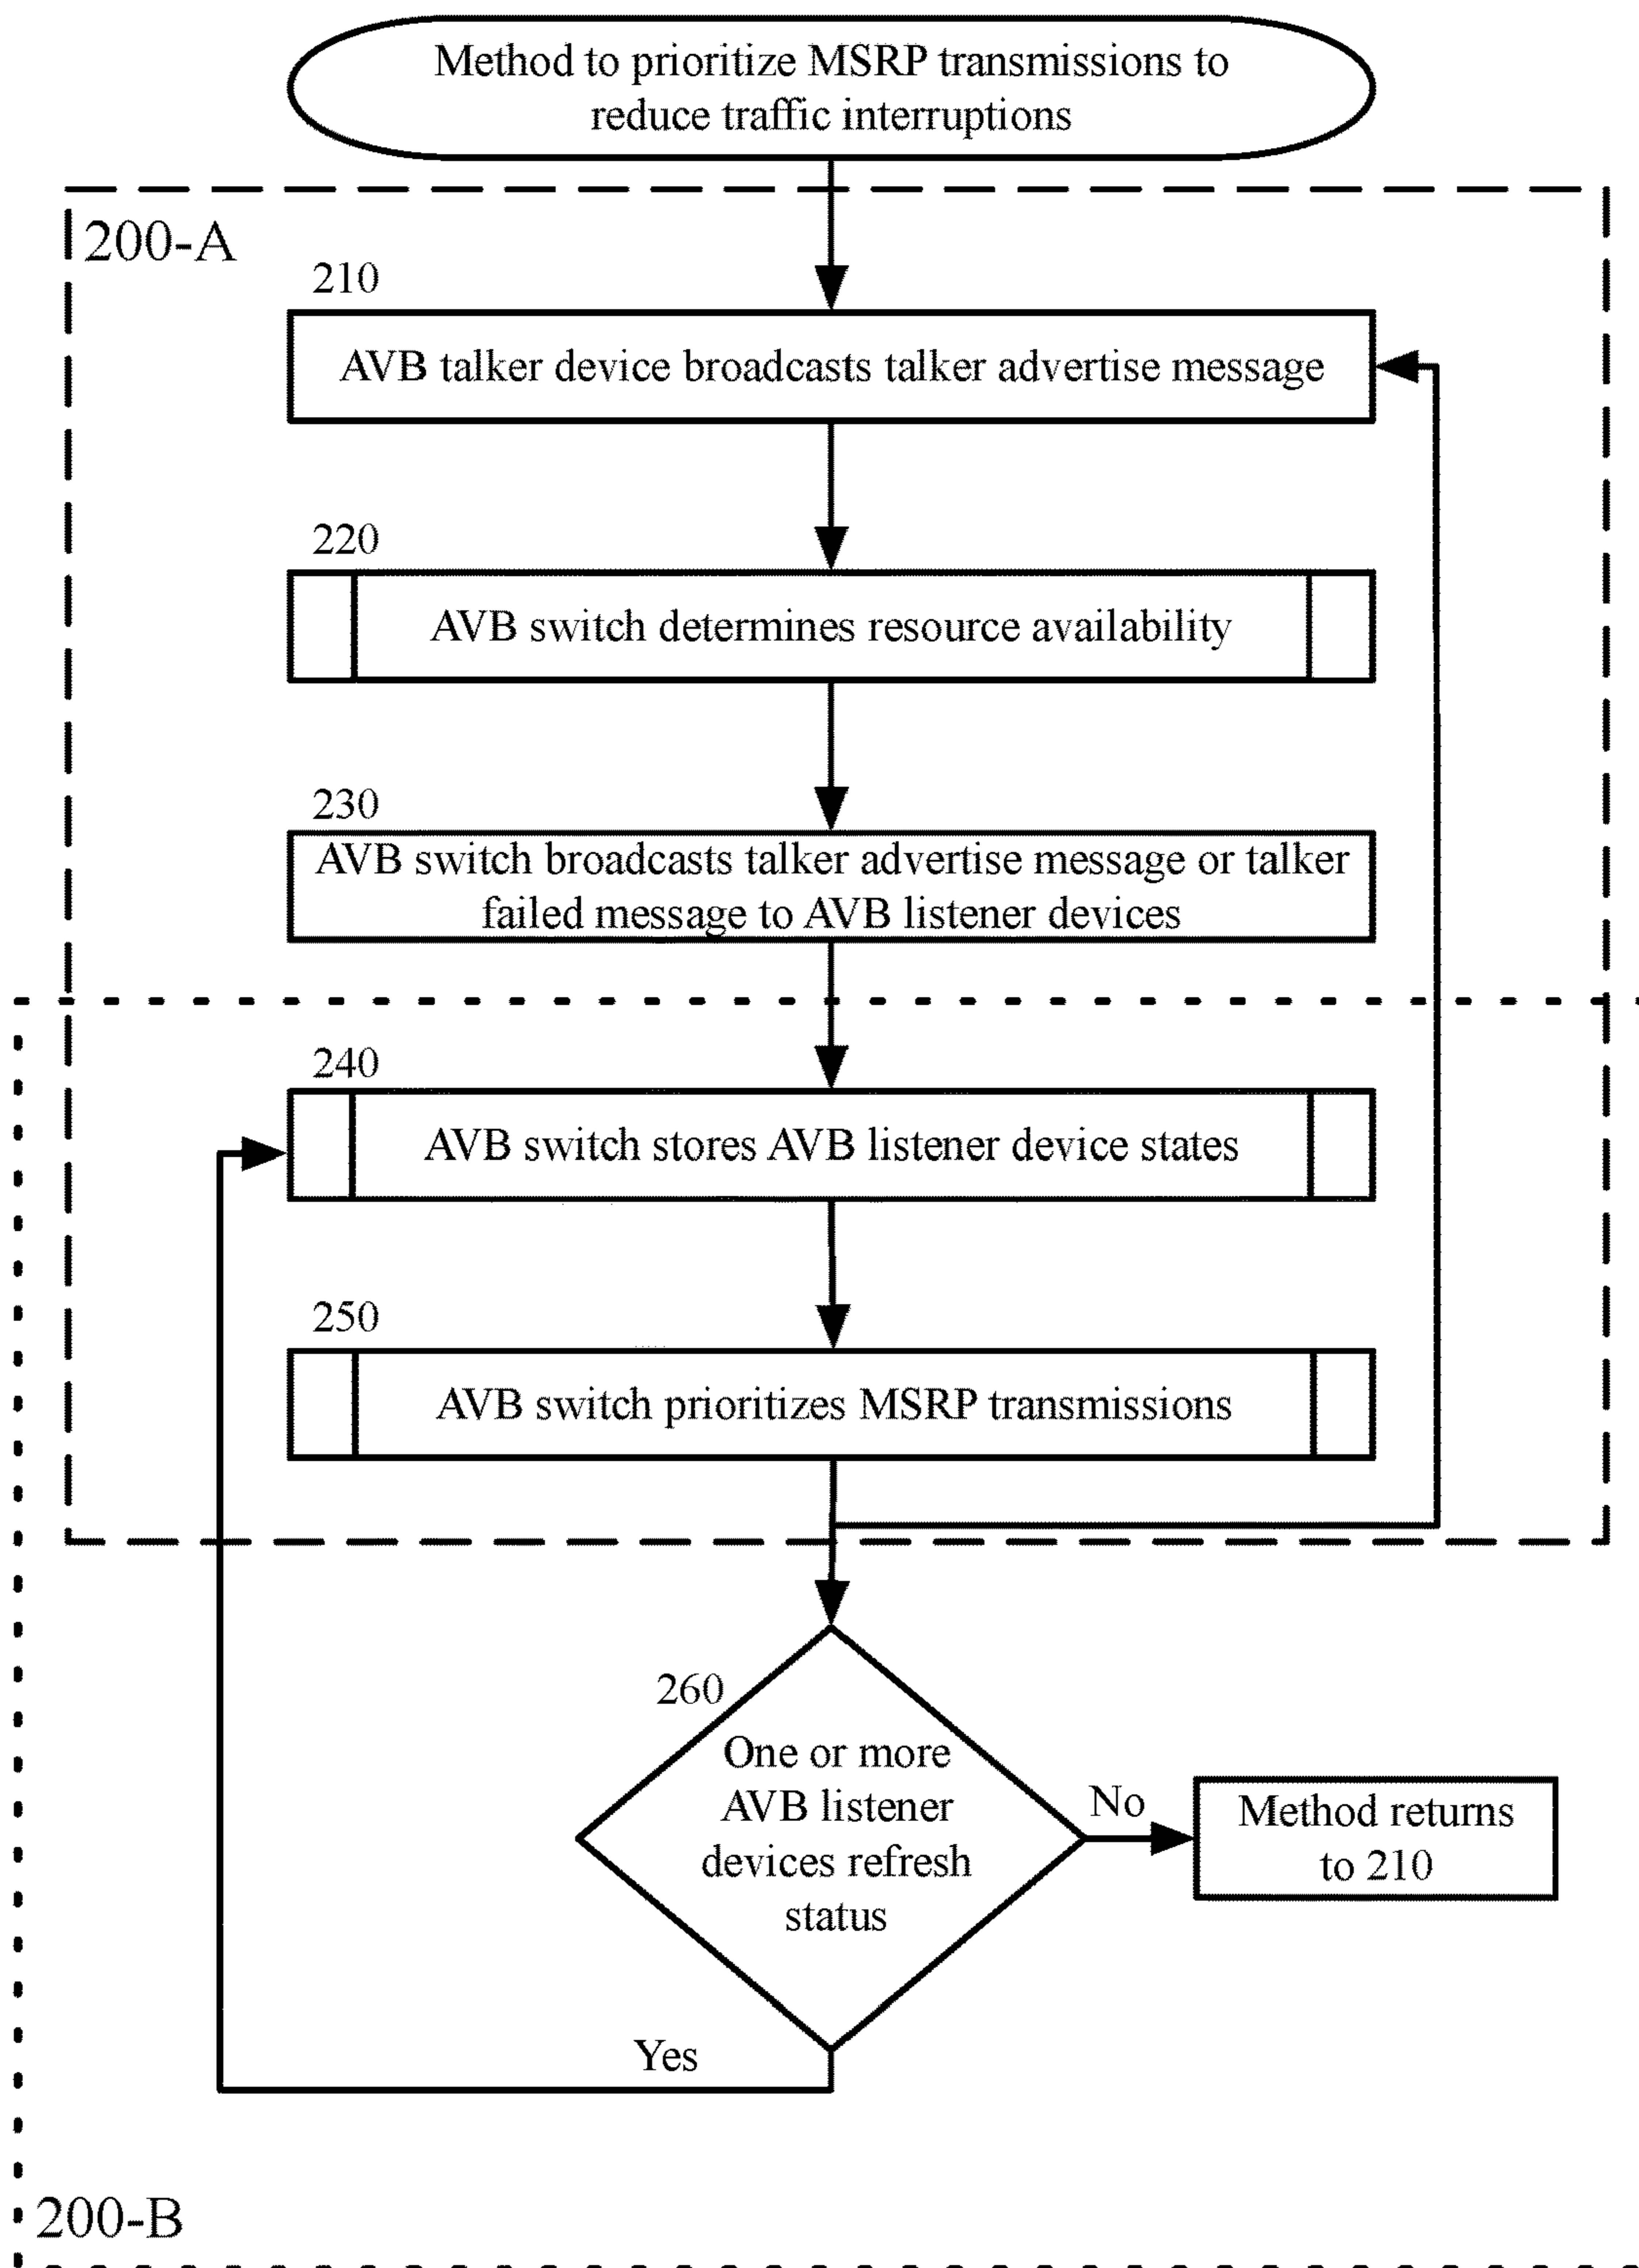 Method to prioritize MSRP transmissions to
reduce traffic interruptions
200-A
210
AVB talker device broadcasts talker advertise message
220
AVB switch determines resource availability
230
AVB switch broadcasts talker advertise message or talker
failed message to AVB listener devices
240
AVB switch stores AVB listener device states
250
AVB switch prioritizes MSRP transmissions
260
One or more
AVB listener
devices refresh
status
No
Method returns
to 210
Yes
200-B